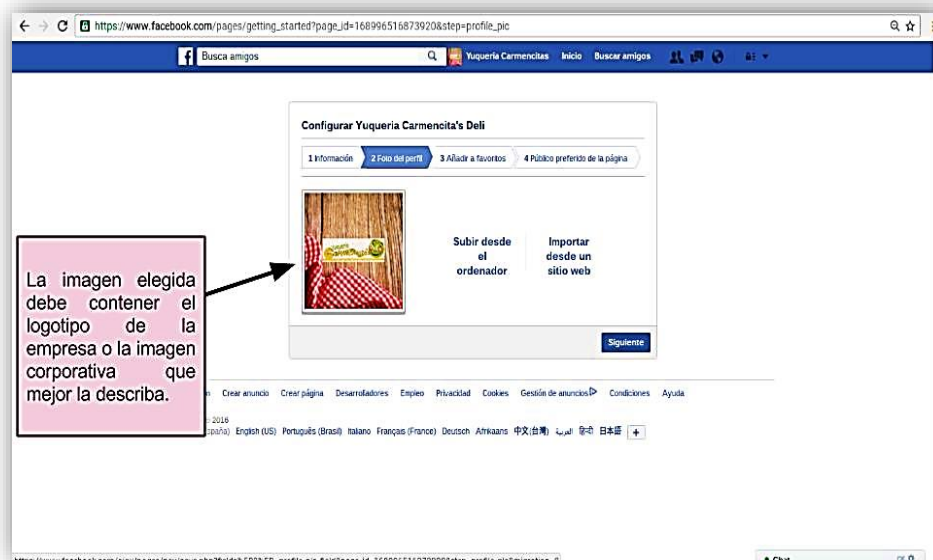 https://www.facebook.com/pages/getting_started?page_id=168996516873920&step=profile_pic
Busca amigos
Yuqueria Carmencitas Inicio Buscar amigos
Configurar Yuqueria Carmencita's Deli
1 Información 2 Foto del perfil 3 Añadir a favoritos 4 Público preferido de la página
Subir desde
el
ordenador
Importar
desde un
sitio web
La imagen elegida
debe contener el
logotipo de la
empresa o la imagen
corporativa que
mejor la describa.
Siguiente
Crear anuncio Crear página Desarrolladores Empleo Privacidad Cookies Gestión de anuncios Condiciones Ayuda
2016
English (US) Português (Brasil) Italiano Français (France) Deutsch Afrikaans 中文(台灣) العربية हिन्दी 日本語 +
Chat